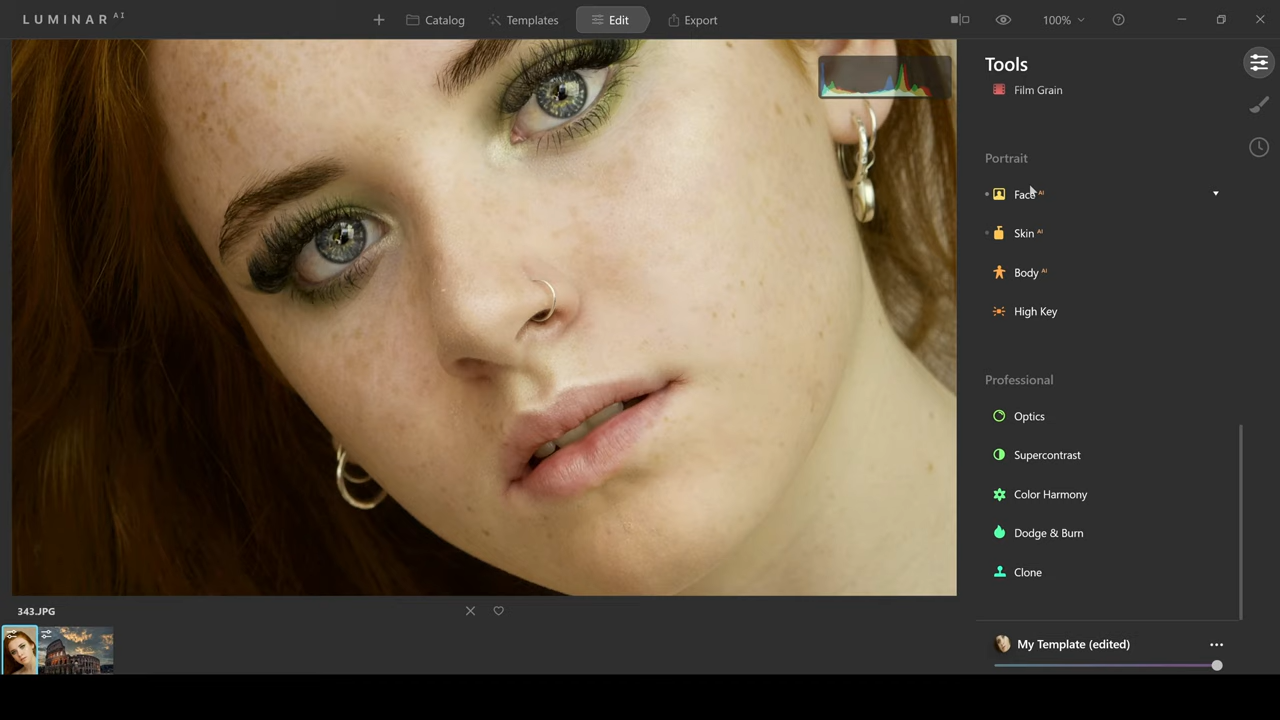 LUMINAR AI
Catalog
Templates
Edit
Export
100%
Tools
Film Grain
Portrait
Face AI
Skin AI
Body AI
High Key
Professional
Optics
Supercontrast
Color Harmony
Dodge & Burn
Clone
343.JPG
My Template (edited)